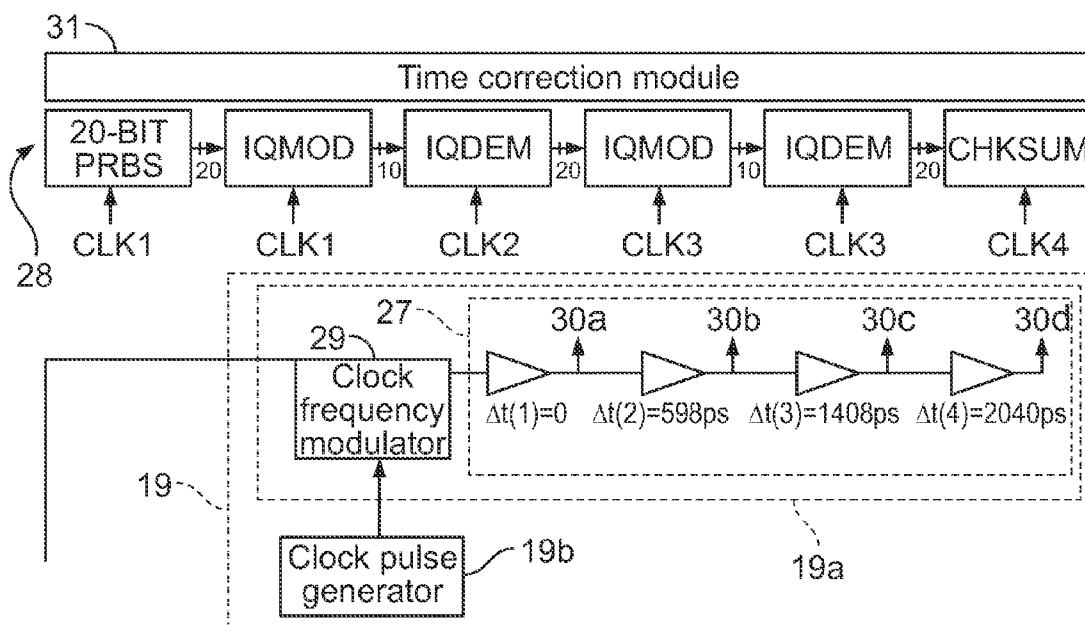 31
Time correction module
20-BIT
PRBS
20
IQMOD
10
IQDEM
20
IQMOD
10
IQDEM
20
CHKSUM
28
CLK1
CLK1
CLK2
CLK3
CLK3
CLK4
27
30a
30b
30c
30d
29
Clock
frequency
modulator
Δt(1)=0
Δt(2)=598ps
Δt(3)=1408ps
Δt(4)=2040ps
19
Clock pulse
generator
19b
19a